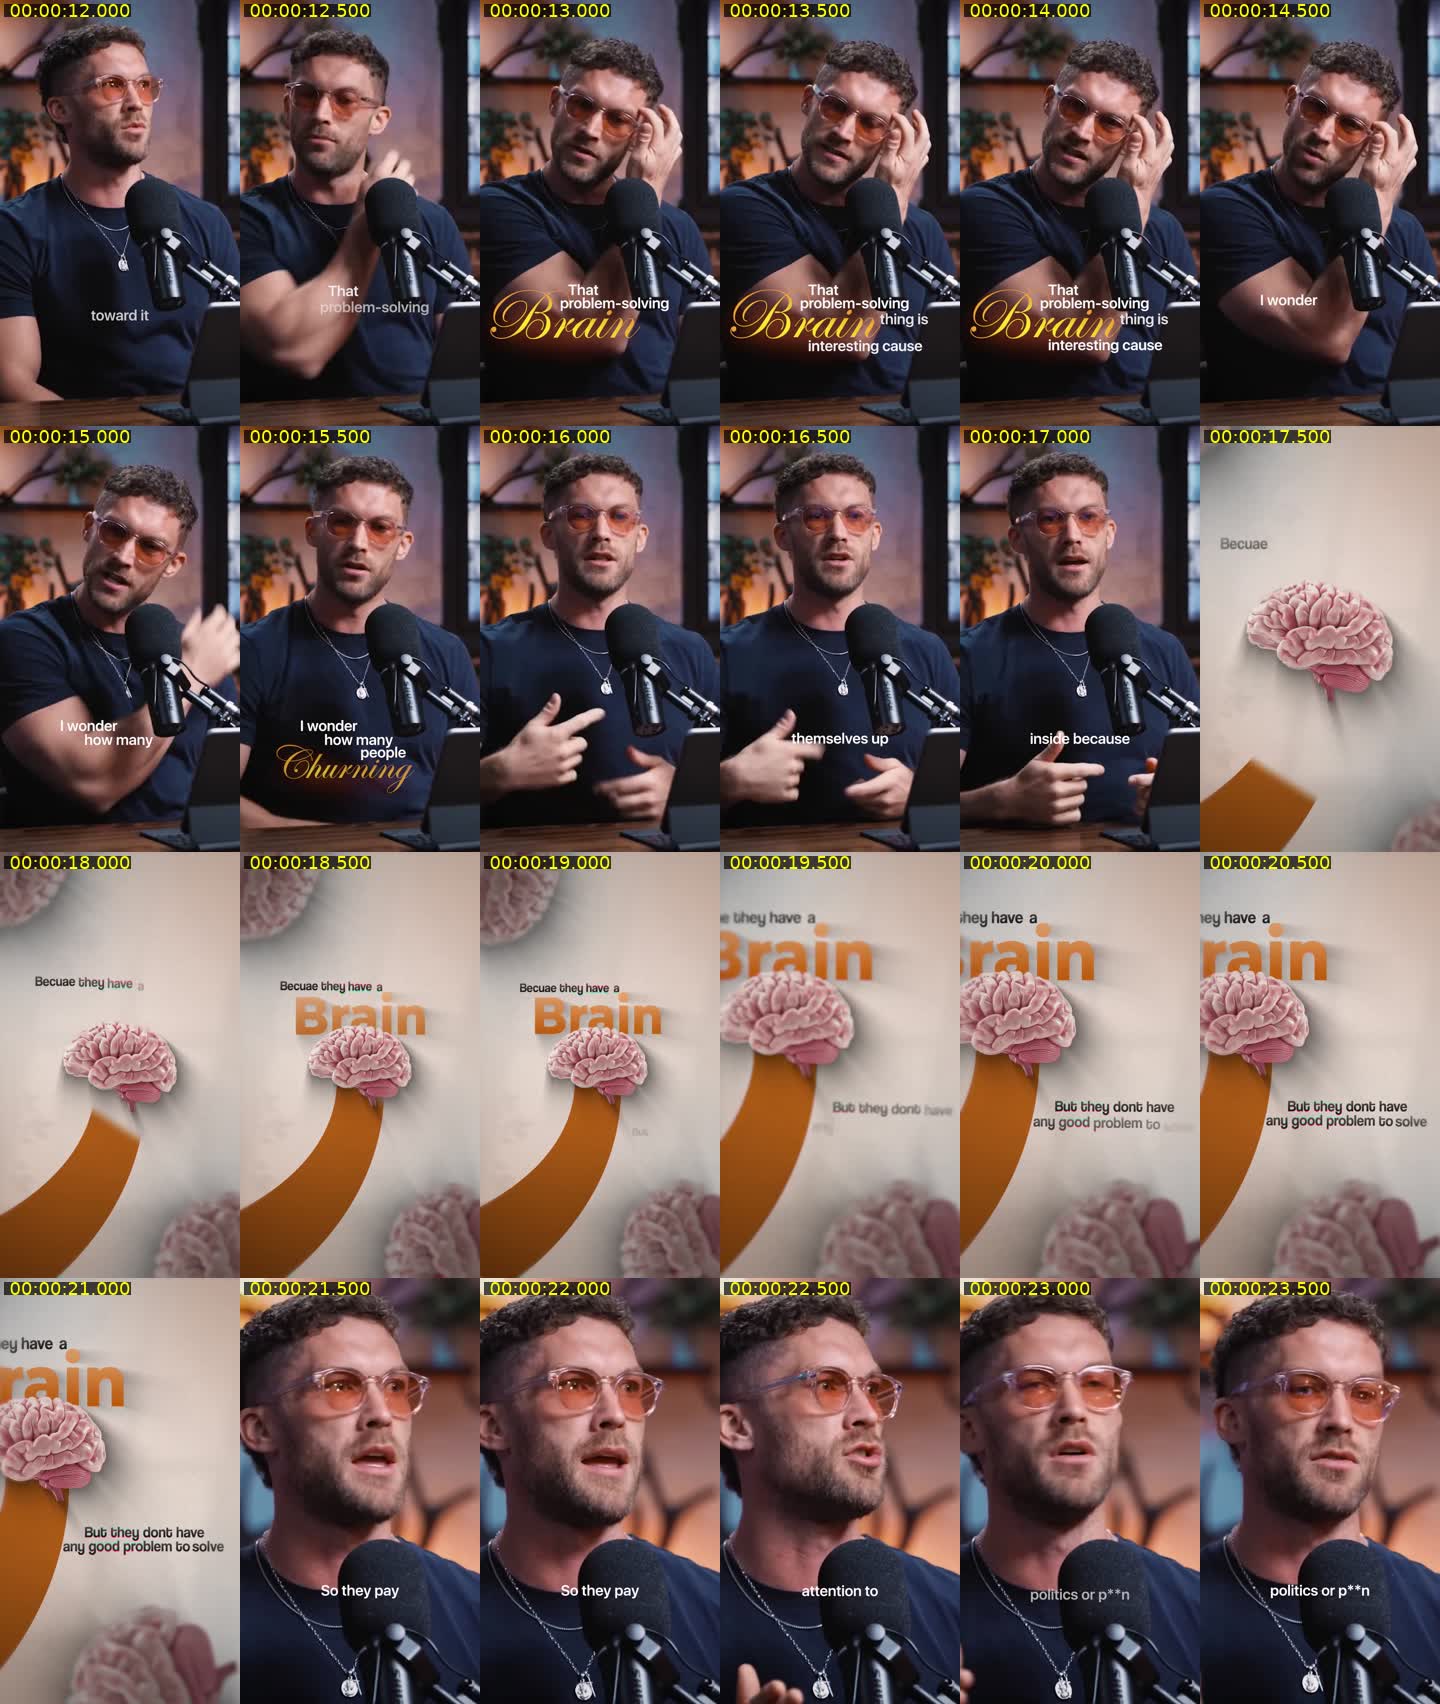 00:00:12.000
toward it
00:00:12.500
That
problem-solving
00:00:13.000
That
problem-solving
Brain
00:00:13.500
That
problem-solving
Brain thing is
interesting cause
00:00:14.000
That
problem-solving
Brain thing is
interesting cause
00:00:14.500
I wonder
00:00:15.000
I wonder
how many
00:00:15.500
I wonder
how many
people
Churning
00:00:16.000
00:00:16.500
themselves up
00:00:17.000
inside because
00:00:17.500
Becuae
00:00:18.000
Becuae they have a
00:00:18.500
Becuae they have a
Brain
00:00:19.000
Becuae they have a
Brain
But
00:00:19.500
e they have a
Brain
But they dont have
any
00:00:20.000
they have a
rain
But they dont have
any good problem to solve
00:00:20.500
ey have a
rain
But they dont have
any good problem to solve
00:00:21.000
ey have a
rain
But they dont have
any good problem to solve
00:00:21.500
So they pay
00:00:22.000
So they pay
00:00:22.500
attention to
00:00:23.000
politics or p**n
00:00:23.500
politics or p**n